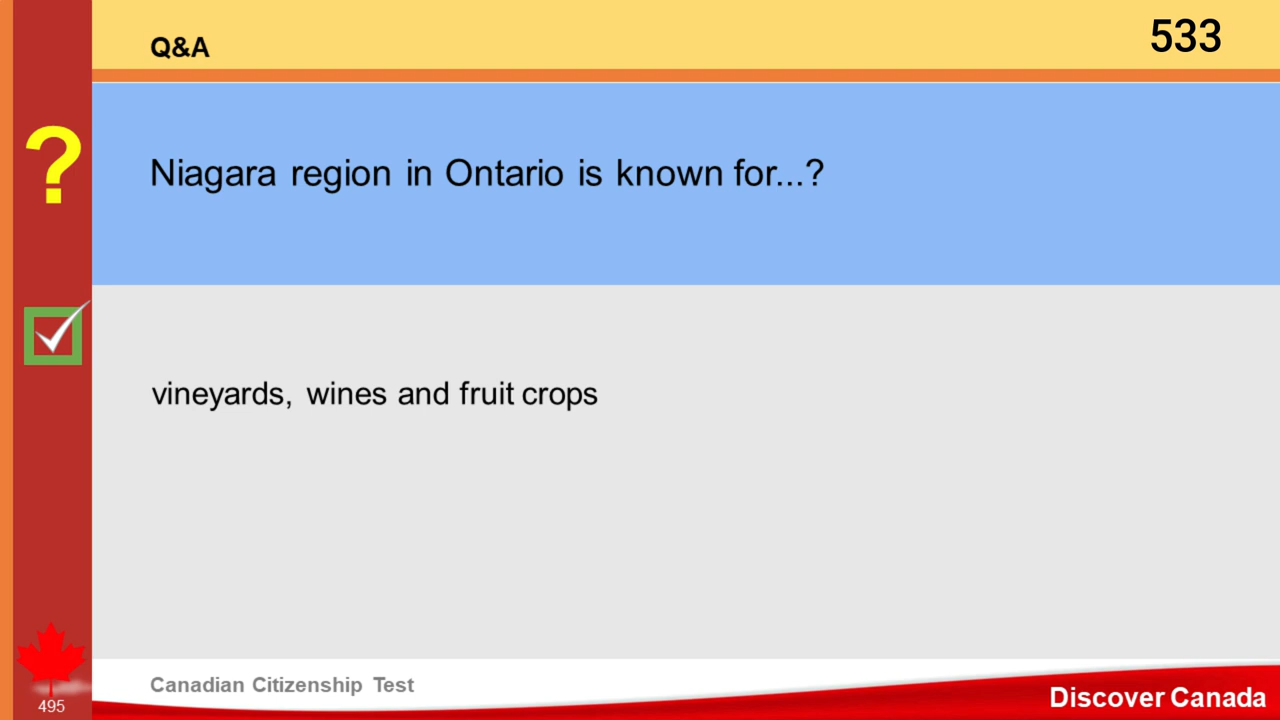 Q&A
533
?
Niagara region in Ontario is known for...?
vineyards, wines and fruit crops
Canadian Citizenship Test
495
Discover Canada